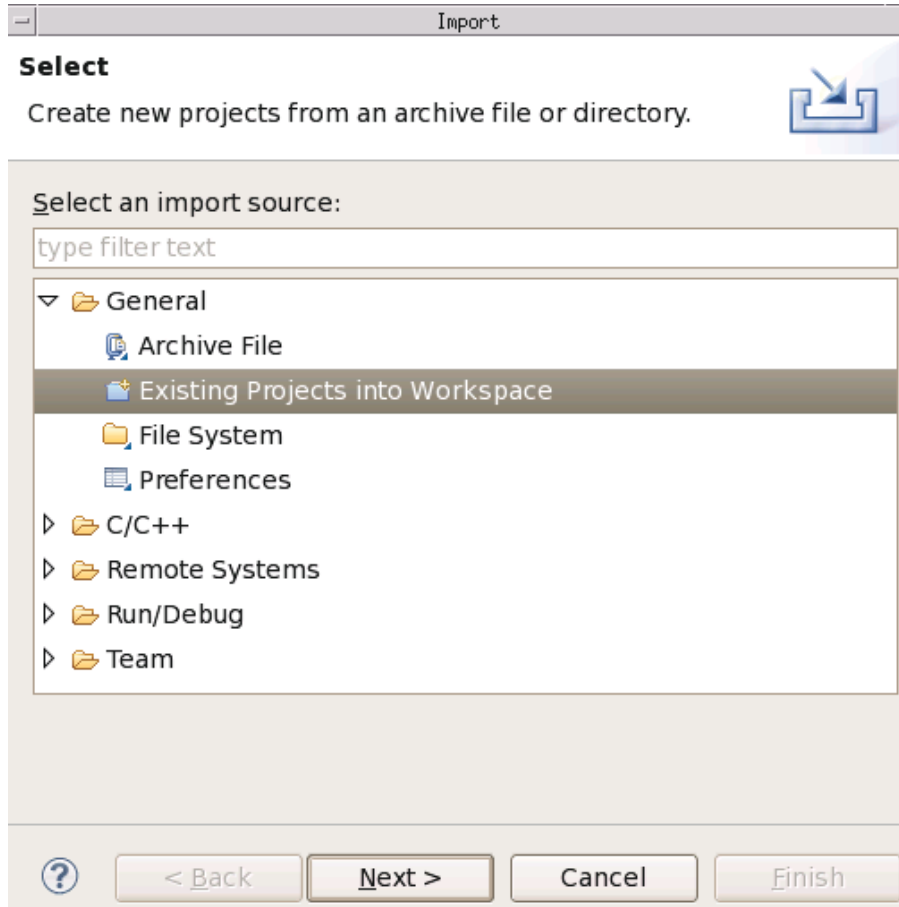 Import
Select
Create new projects from an archive file or directory.
Select an import source:
type filter text
General
Archive File
Existing Projects into Workspace
File System
Preferences
C/C++
Remote Systems
Run/Debug
Team
? < Back Next > Cancel Finish